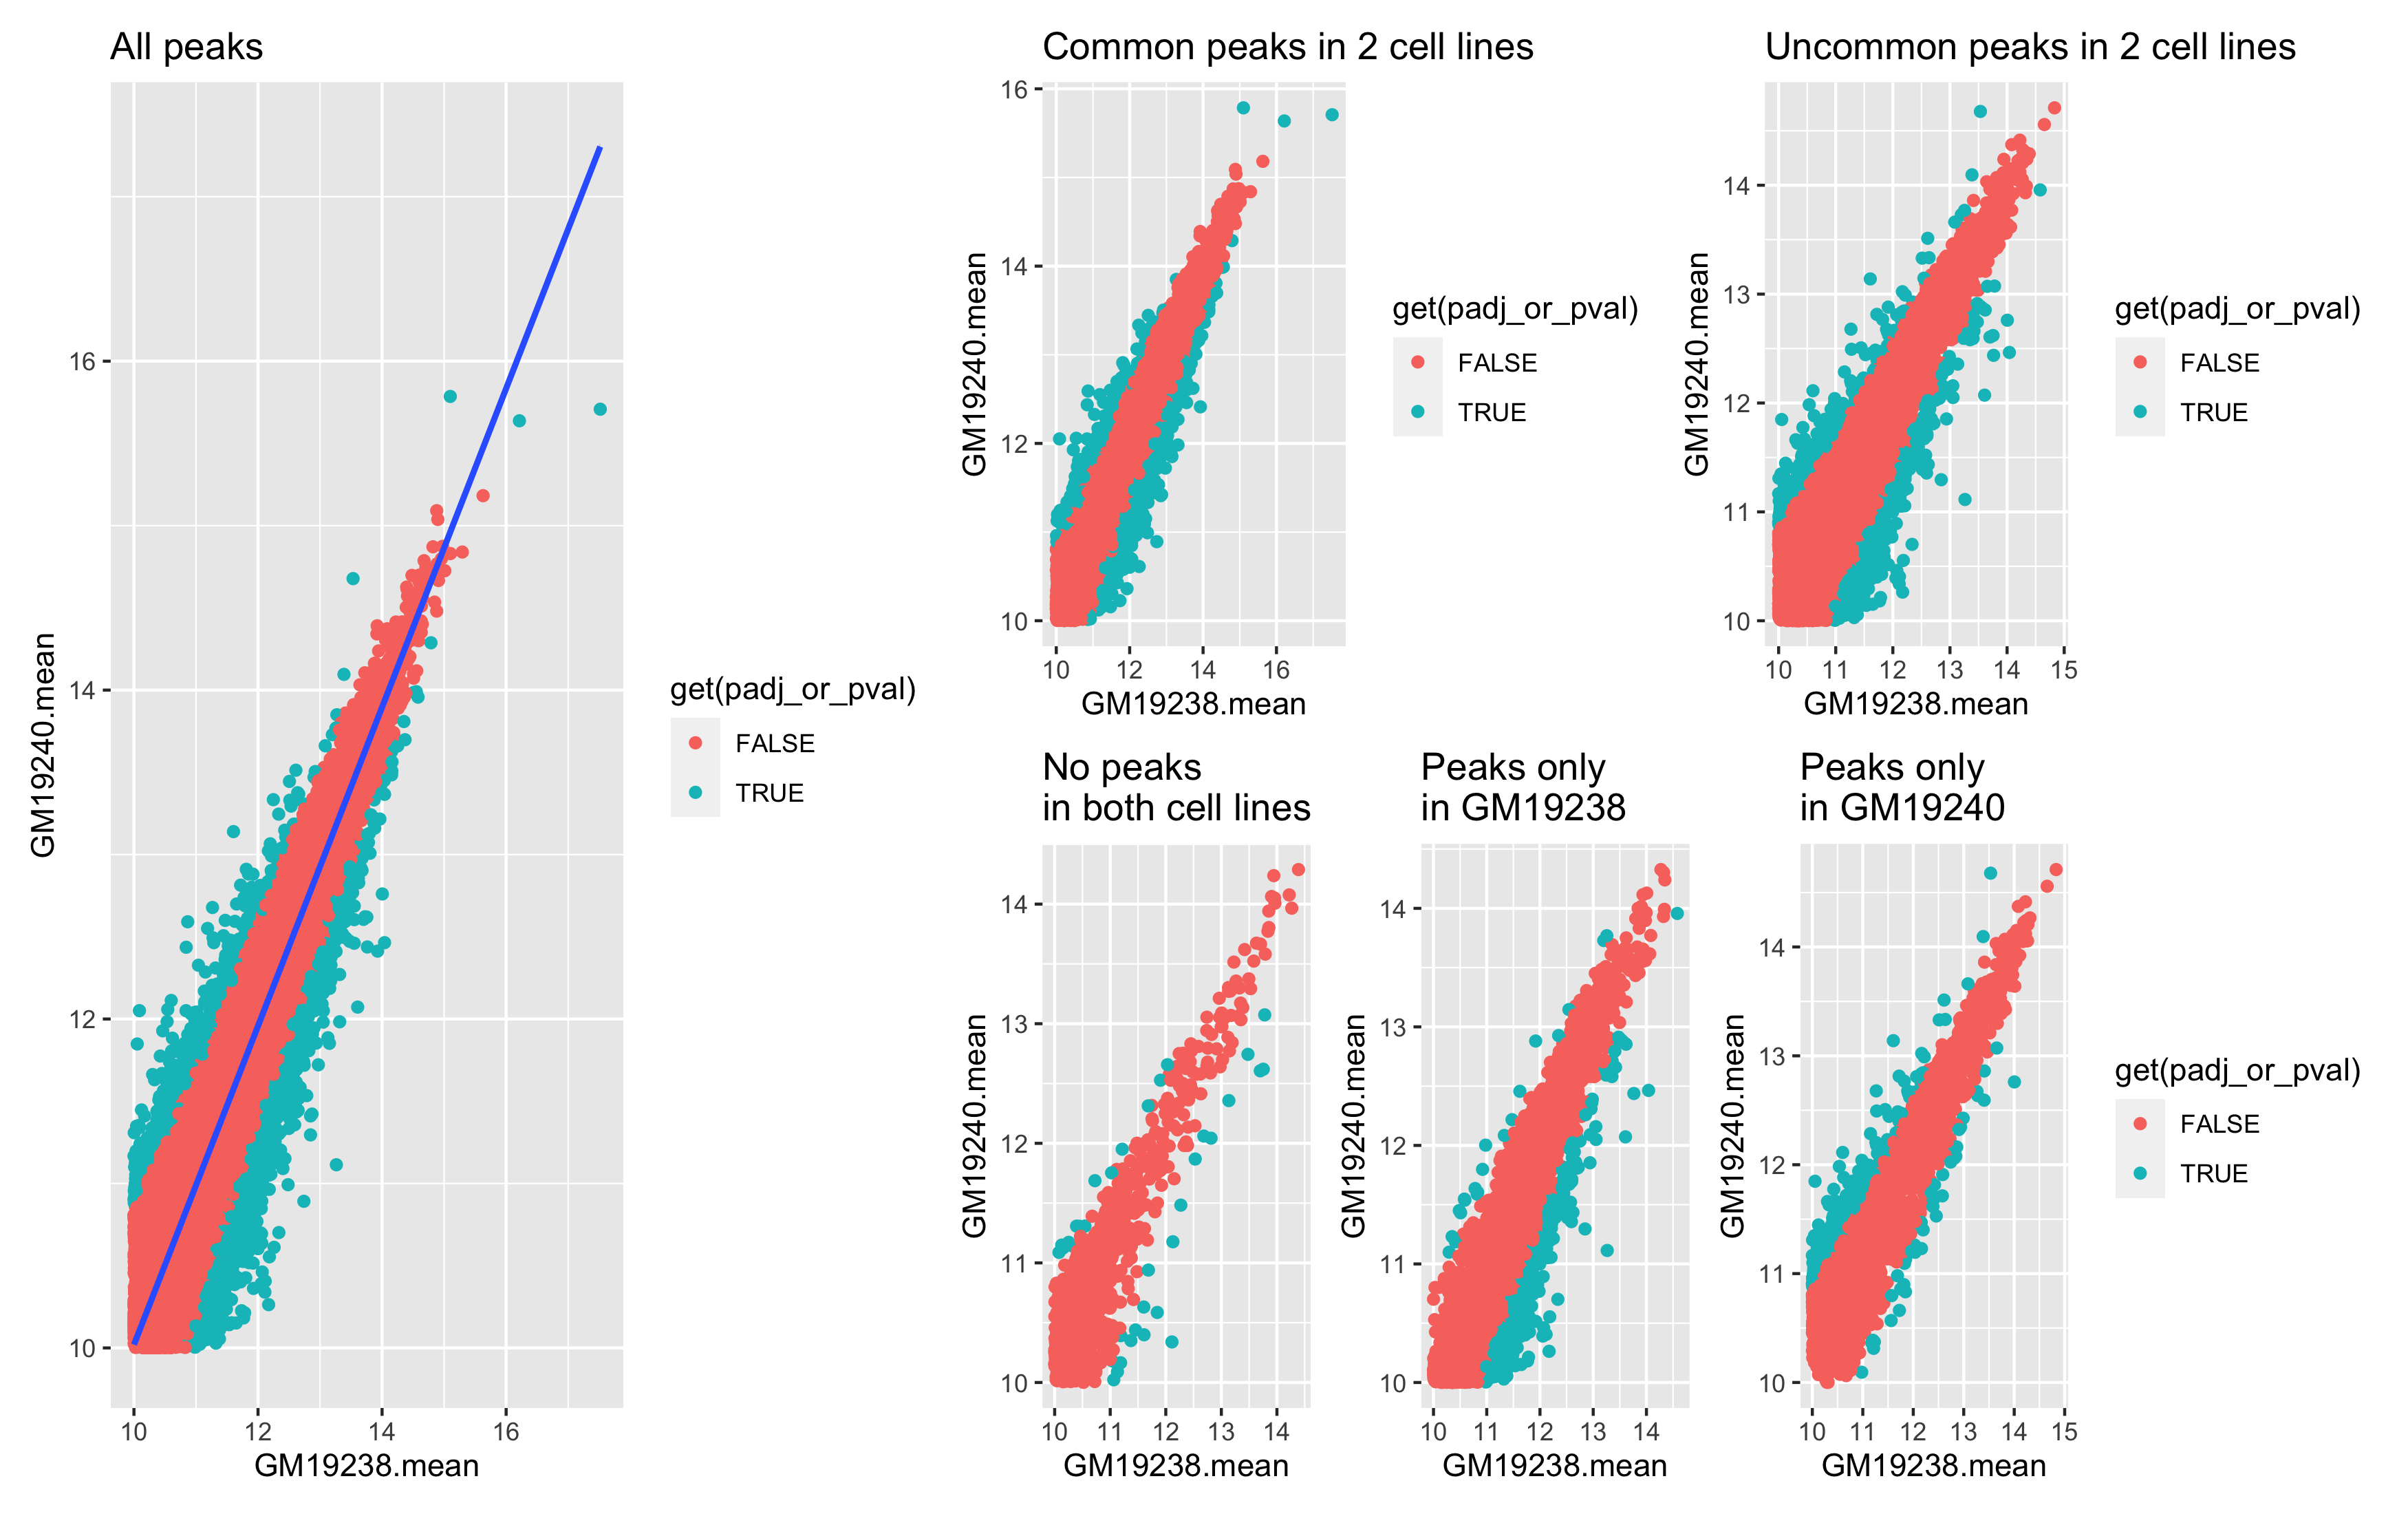 All peaks
16
14
12
10
10 12 14 16
GM19240.mean
GM19238.mean
get(padj_or_pval)
FALSE
TRUE
Common peaks in 2 cell lines
16
14
12
10
10 12 14 16
GM19240.mean
GM19238.mean
get(padj_or_pval)
FALSE
TRUE
Uncommon peaks in 2 cell lines
14
13
12
11
10
10 11 12 13 14 15
GM19240.mean
GM19238.mean
get(padj_or_pval)
FALSE
TRUE
No peaks
in both cell lines
14
13
12
11
10
10 11 12 13 14
GM19240.mean
GM19238.mean
Peaks only
in GM19238
14
13
12
11
10
10 11 12 13 14
GM19240.mean
GM19238.mean
Peaks only
in GM19240
14
13
12
11
10
10 11 12 13 14 15
GM19240.mean
GM19238.mean
get(padj_or_pval)
FALSE
TRUE